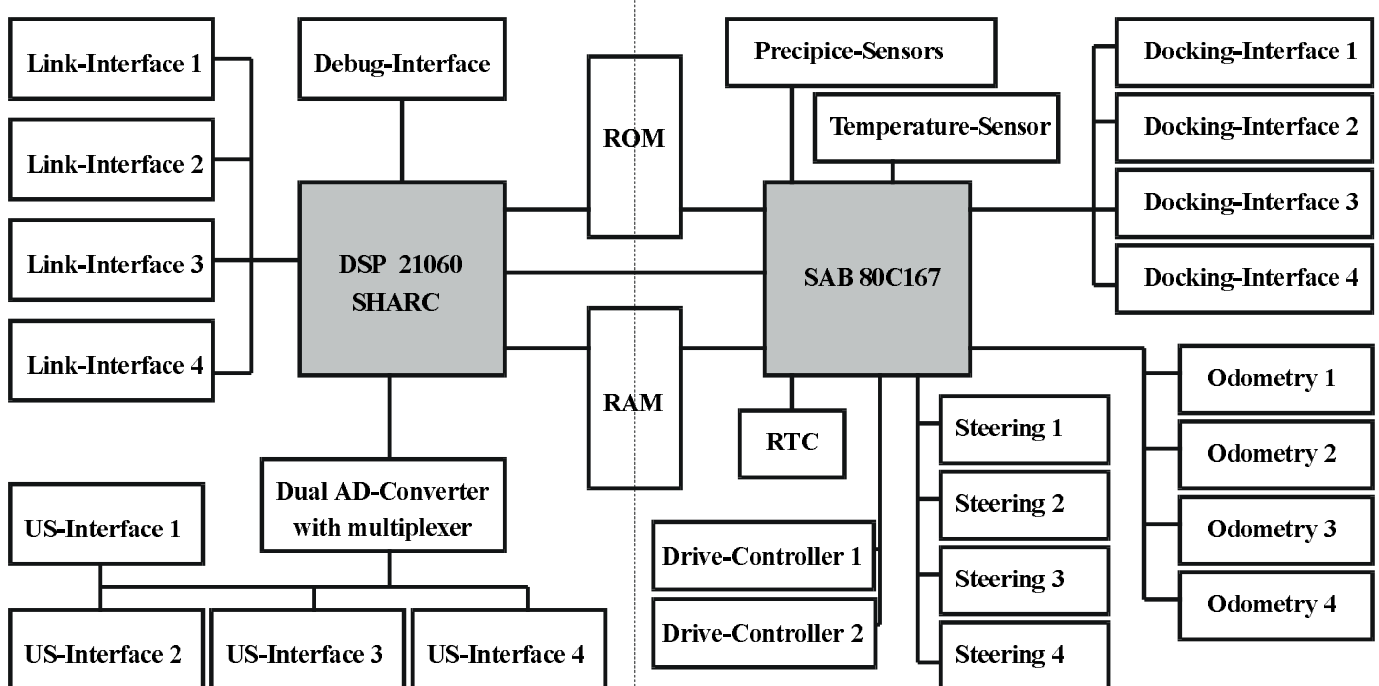 Link-Interface 1
Link-Interface 2
Link-Interface 3
Link-Interface 4
Debug-Interface
DSP 21060
SHARC
ROM
RAM
Precipice-Sensors
Temperature-Sensor
SAB 80C167
Docking-Interface 1
Docking-Interface 2
Docking-Interface 3
Docking-Interface 4
Dual AD-Converter
with multiplexer
US-Interface 1
US-Interface 2
US-Interface 3
US-Interface 4
RTC
Drive-Controller 1
Drive-Controller 2
Steering 1
Steering 2
Steering 3
Steering 4
Odometry 1
Odometry 2
Odometry 3
Odometry 4